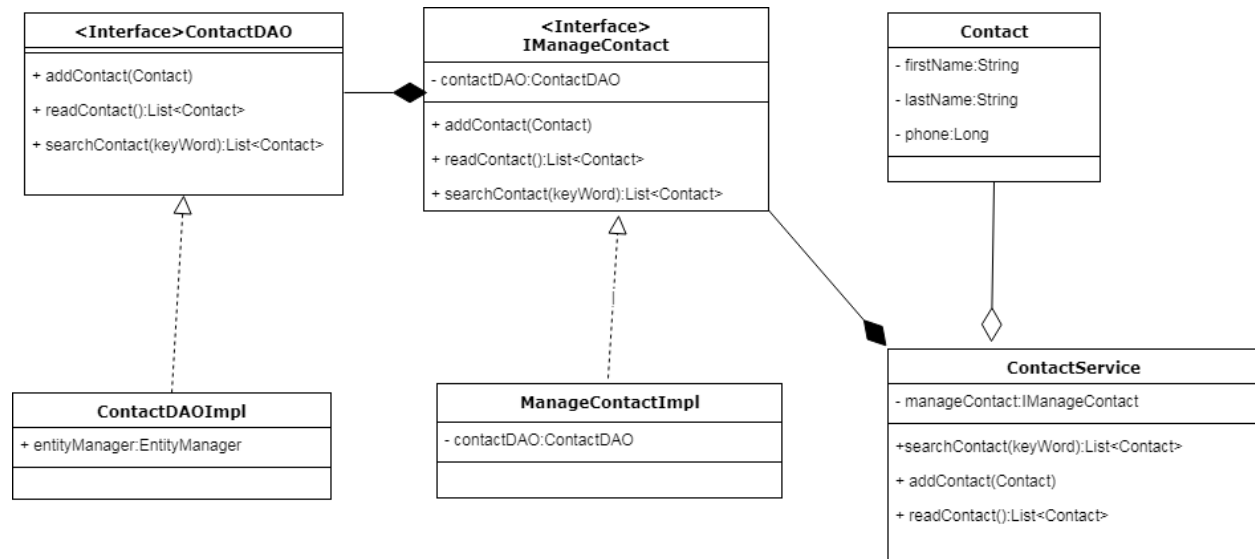 <Interface>ContactDAO
+ addContact(Contact)
+ readContact():List<Contact>
+ searchContact(keyWord):List<Contact>
<Interface>
IManageContact
- contactDAO:ContactDAO
+ addContact(Contact)
+ readContact():List<Contact>
+ searchContact(keyWord):List<Contact>
Contact
- firstName:String
- lastName:String
- phone:Long
ContactDAOImpl
+ entityManager:EntityManager
ManageContactImpl
- contactDAO:ContactDAO
ContactService
- manageContact:IManageContact
+searchContact(keyWord):List<Contact>
+ addContact(Contact)
+ readContact():List<Contact>